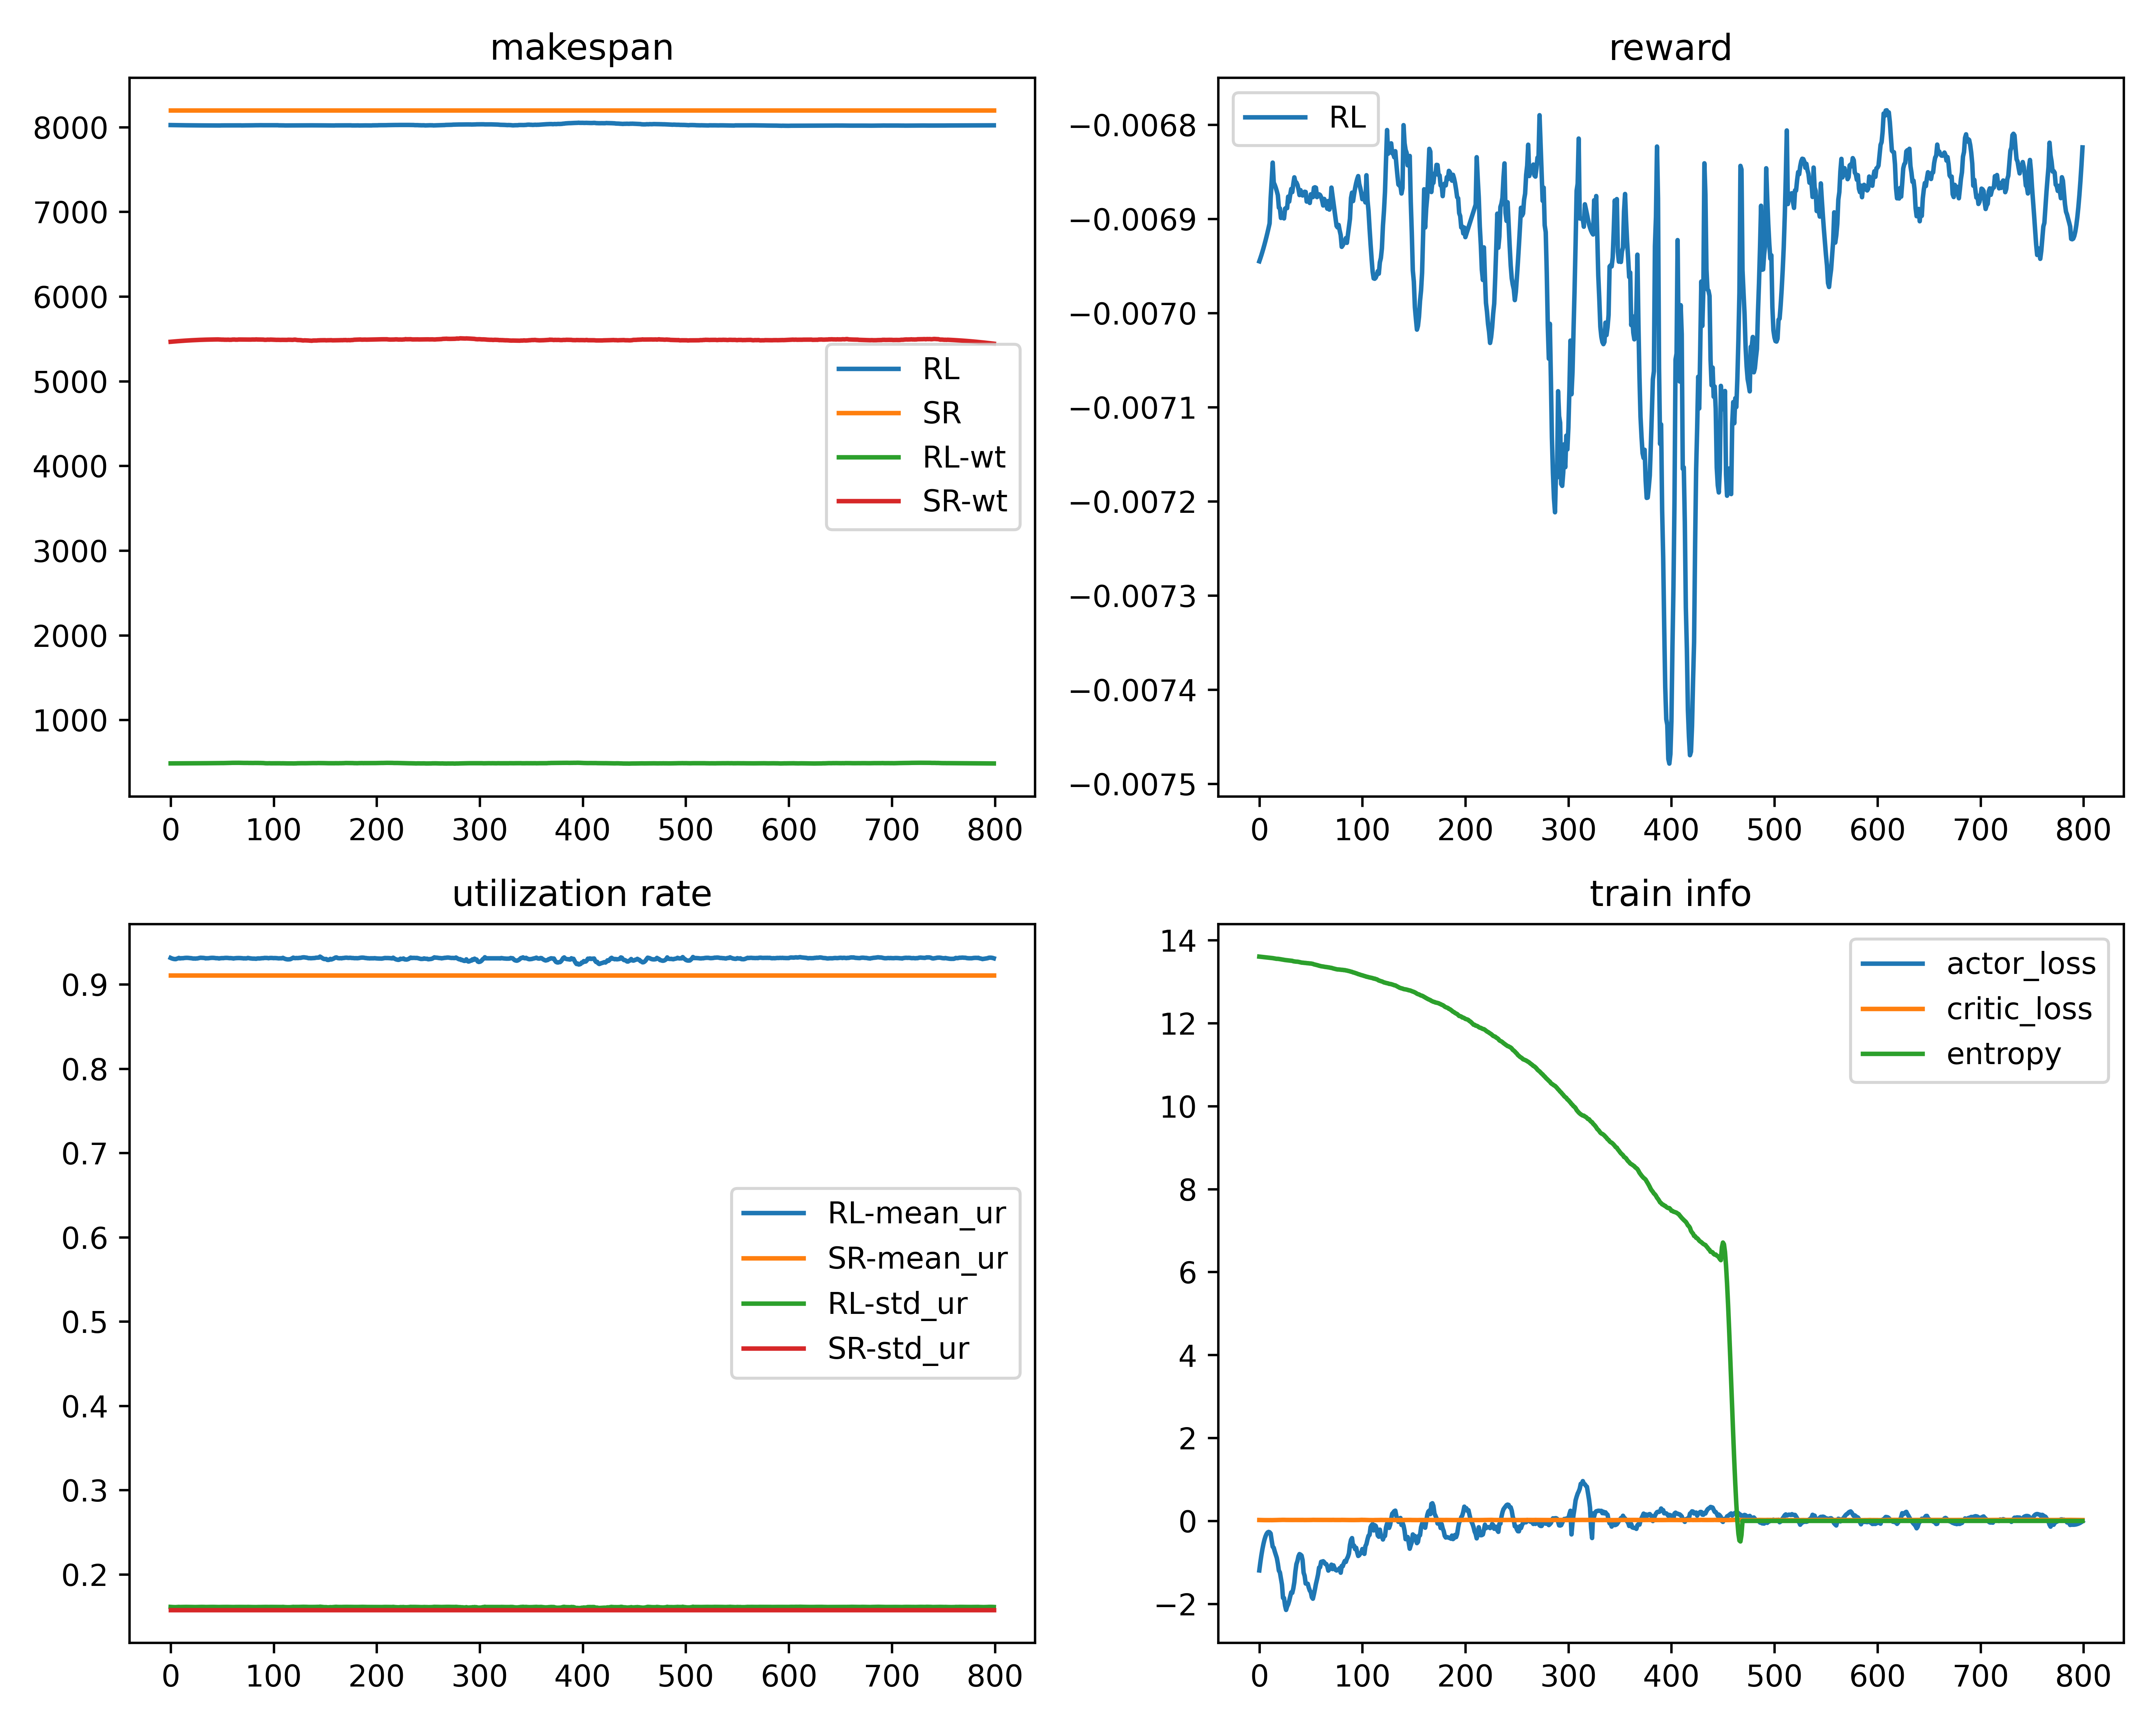 makespan
8000
7000
6000
5000
4000
3000
2000
1000
0 100 200 300 400 500 600 700 800
RL
SR
RL-wt
SR-wt
reward
−0.0068
−0.0069
−0.0070
−0.0071
−0.0072
−0.0073
−0.0074
−0.0075
0 100 200 300 400 500 600 700 800
RL
utilization rate
0.9
0.8
0.7
0.6
0.5
0.4
0.3
0.2
0 100 200 300 400 500 600 700 800
RL-mean_ur
SR-mean_ur
RL-std_ur
SR-std_ur
train info
14
12
10
8
6
4
2
0
−2
0 100 200 300 400 500 600 700 800
actor_loss
critic_loss
entropy